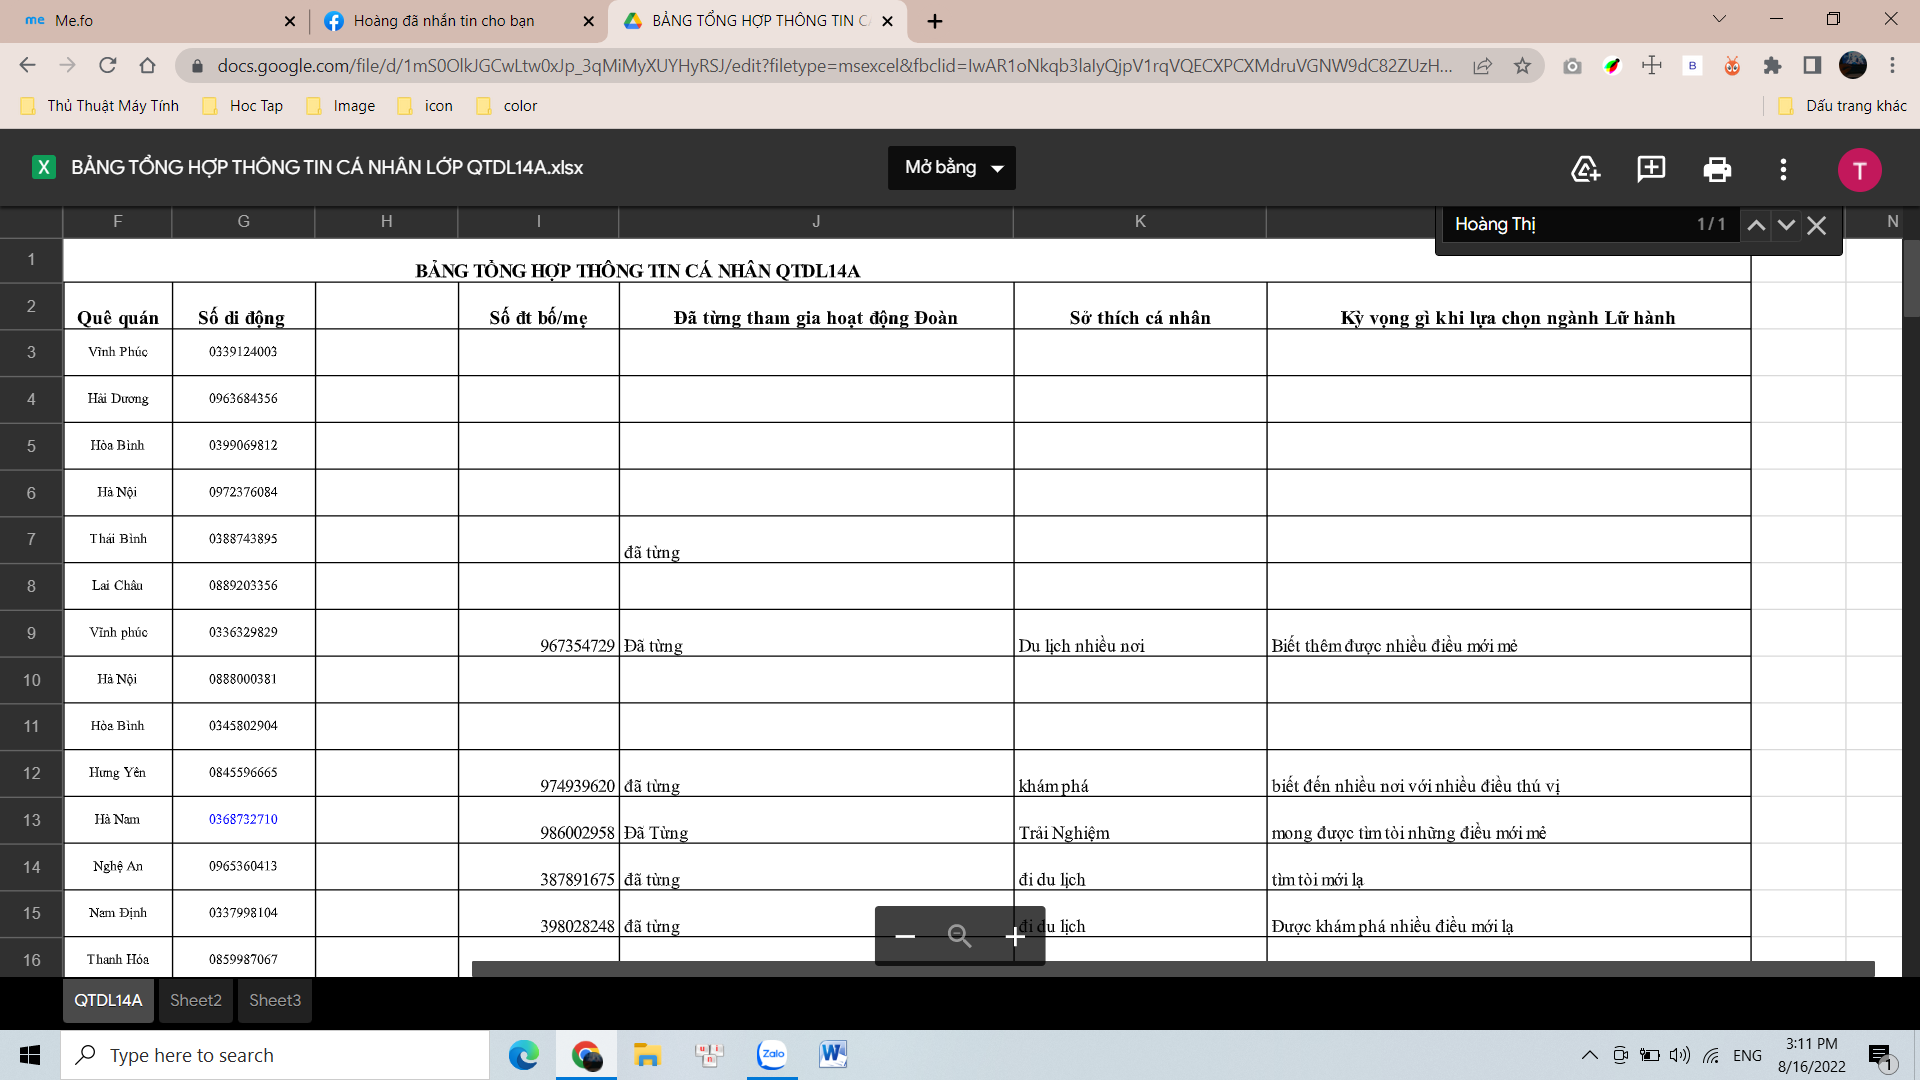 Me.fo
Hoàng đã nhắn tin cho bạn
BẢNG TỔNG HỢP THÔNG TIN C
docs.google.com/file/d/1mS0OlkJGCwLtw0xJp_3qMiMyXUYHyRSJ/edit?filetype=msexcel&fbclid=IwAR1oNkqb3laIyQjpV1rqVQECXPCXMdruVGNW9dC82ZUzH...
Thủ Thuật Máy Tính
Hoc Tap
Image
icon
color
Dấu trang khác
BẢNG TỔNG HỢP THÔNG TIN CÁ NHÂN LỚP QTDL14A.xlsx
Mở bằng
T
F G H I J K N
Hoàng Thị 1/1
1 BẢNG TỔNG HỢP THÔNG TIN CÁ NHÂN QTDL14A
2 Quê quán Số di động Số đt bố/mẹ Đã từng tham gia hoạt động Đoàn Sở thích cá nhân Kỳ vọng gì khi lựa chọn ngành Lữ hành
3 Vĩnh Phúc 0339124003
4 Hải Dương 0963684356
5 Hòa Bình 0399069812
6 Hà Nội 0972376084
7 Thái Bình 0388743895 đã từng
8 Lai Châu 0889203356
9 Vĩnh phúc 0336329829 967354729 Đã từng Du lịch nhiều nơi Biết thêm được nhiều điều mới mẻ
10 Hà Nội 0888000381
11 Hòa Bình 0345802904
12 Hưng Yên 0845596665 974939620 đã từng khám phá biết đến nhiều nơi với nhiều điều thú vị
13 Hà Nam 0368732710 986002958 Đã Từng Trải Nghiệm mong được tìm tòi những điều mới mẻ
14 Nghệ An 0965360413 387891675 đã từng đi du lịch tìm tòi mới lạ
15 Nam Định 0337998104 398028248 đã từng đi du lịch Được khám phá nhiều điều mới lạ
16 Thanh Hóa 0859987067
QTDL14A Sheet2 Sheet3
Type here to search
Zalo
ENG
3:11 PM
8/16/2022
1